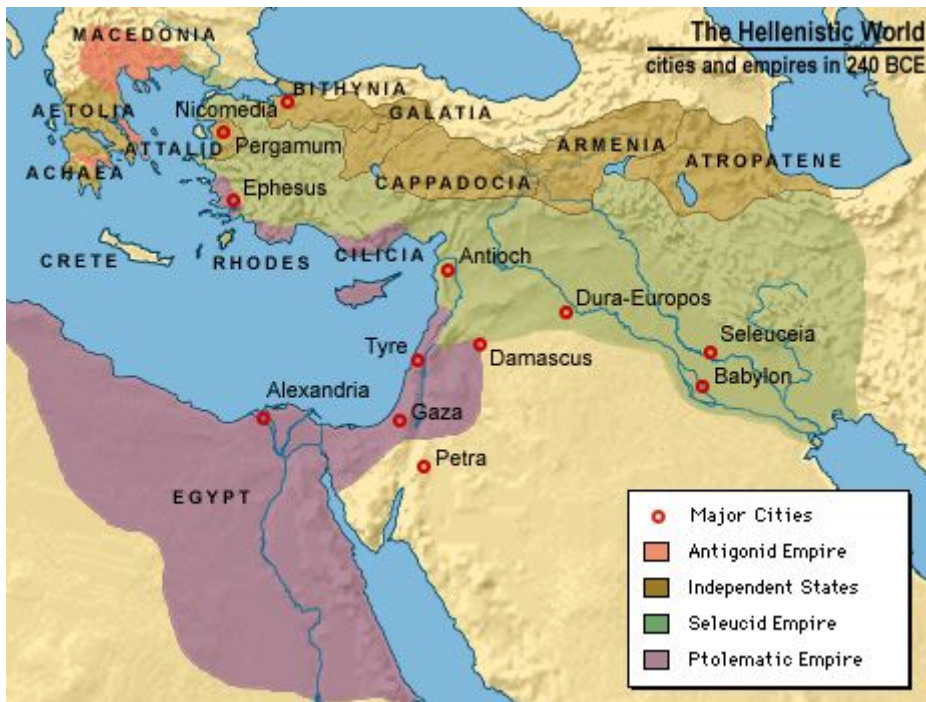 The Hellenistic World
cities and empires in 240 BCE
MACEDONIA
BITHYNIA
AETOLIA
Nicomedia
GALATIA
ATTALID
Pergamum
ARMENIA
ATROPATENE
ACHAEA
Ephesus
CAPPADOCIA
CRETE
RHODES
CILICIA
Antioch
Dura-Europos
Tyre
Damascus
Seleuceia
Babylon
Alexandria
Gaza
Petra
EGYPT
Major Cities
Antigonid Empire
Independent States
Seleucid Empire
Ptolematic Empire